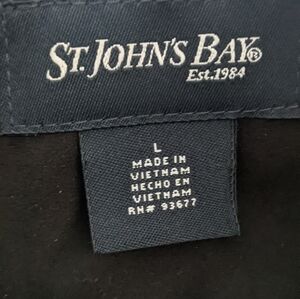 ST. JOHN'S BAY®
Est. 1984
L
MADE IN
VIETNAM
HECHO EN
VIETNAM
RN# 93677